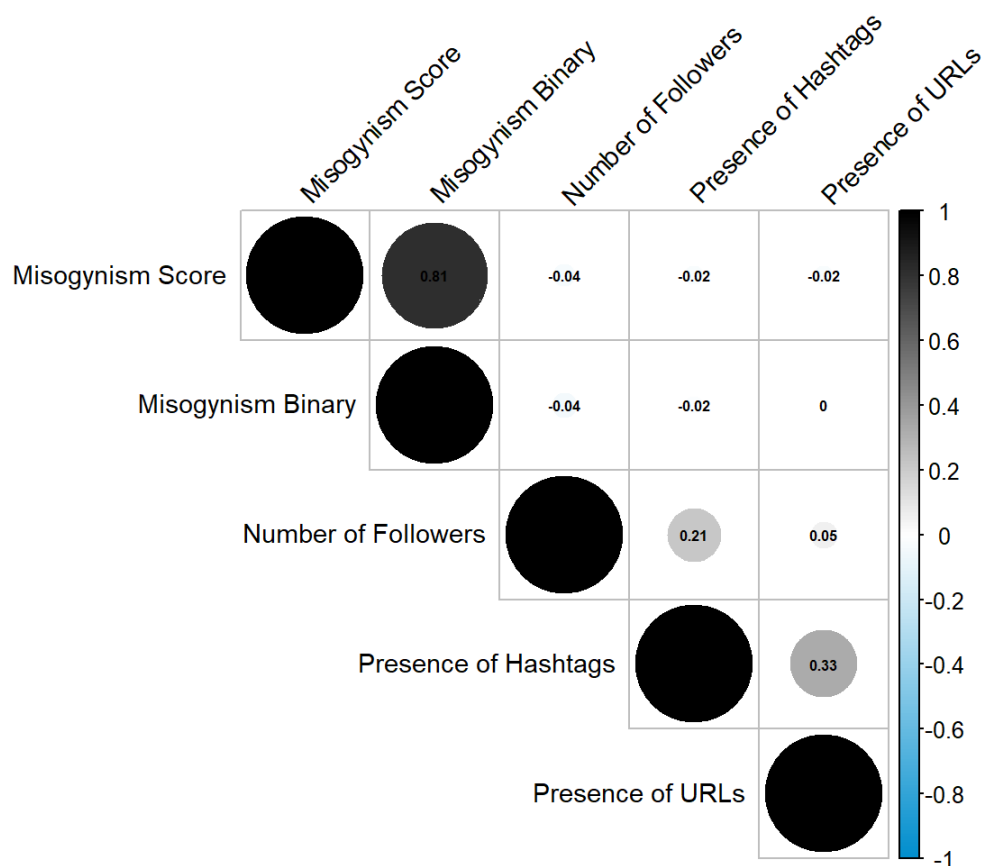 Misogynism Score
Misogynism Binary
Number of Followers
Presence of Hashtags
Presence of URLs
1
Misogynism Score
0.81
-0.04
-0.02
-0.02
0.8
0.6
Misogynism Binary
-0.04
-0.02
0
0.4
0.2
Number of Followers
0.21
0.05
0
-0.2
Presence of Hashtags
0.33
-0.4
-0.6
Presence of URLs
-0.8
-1